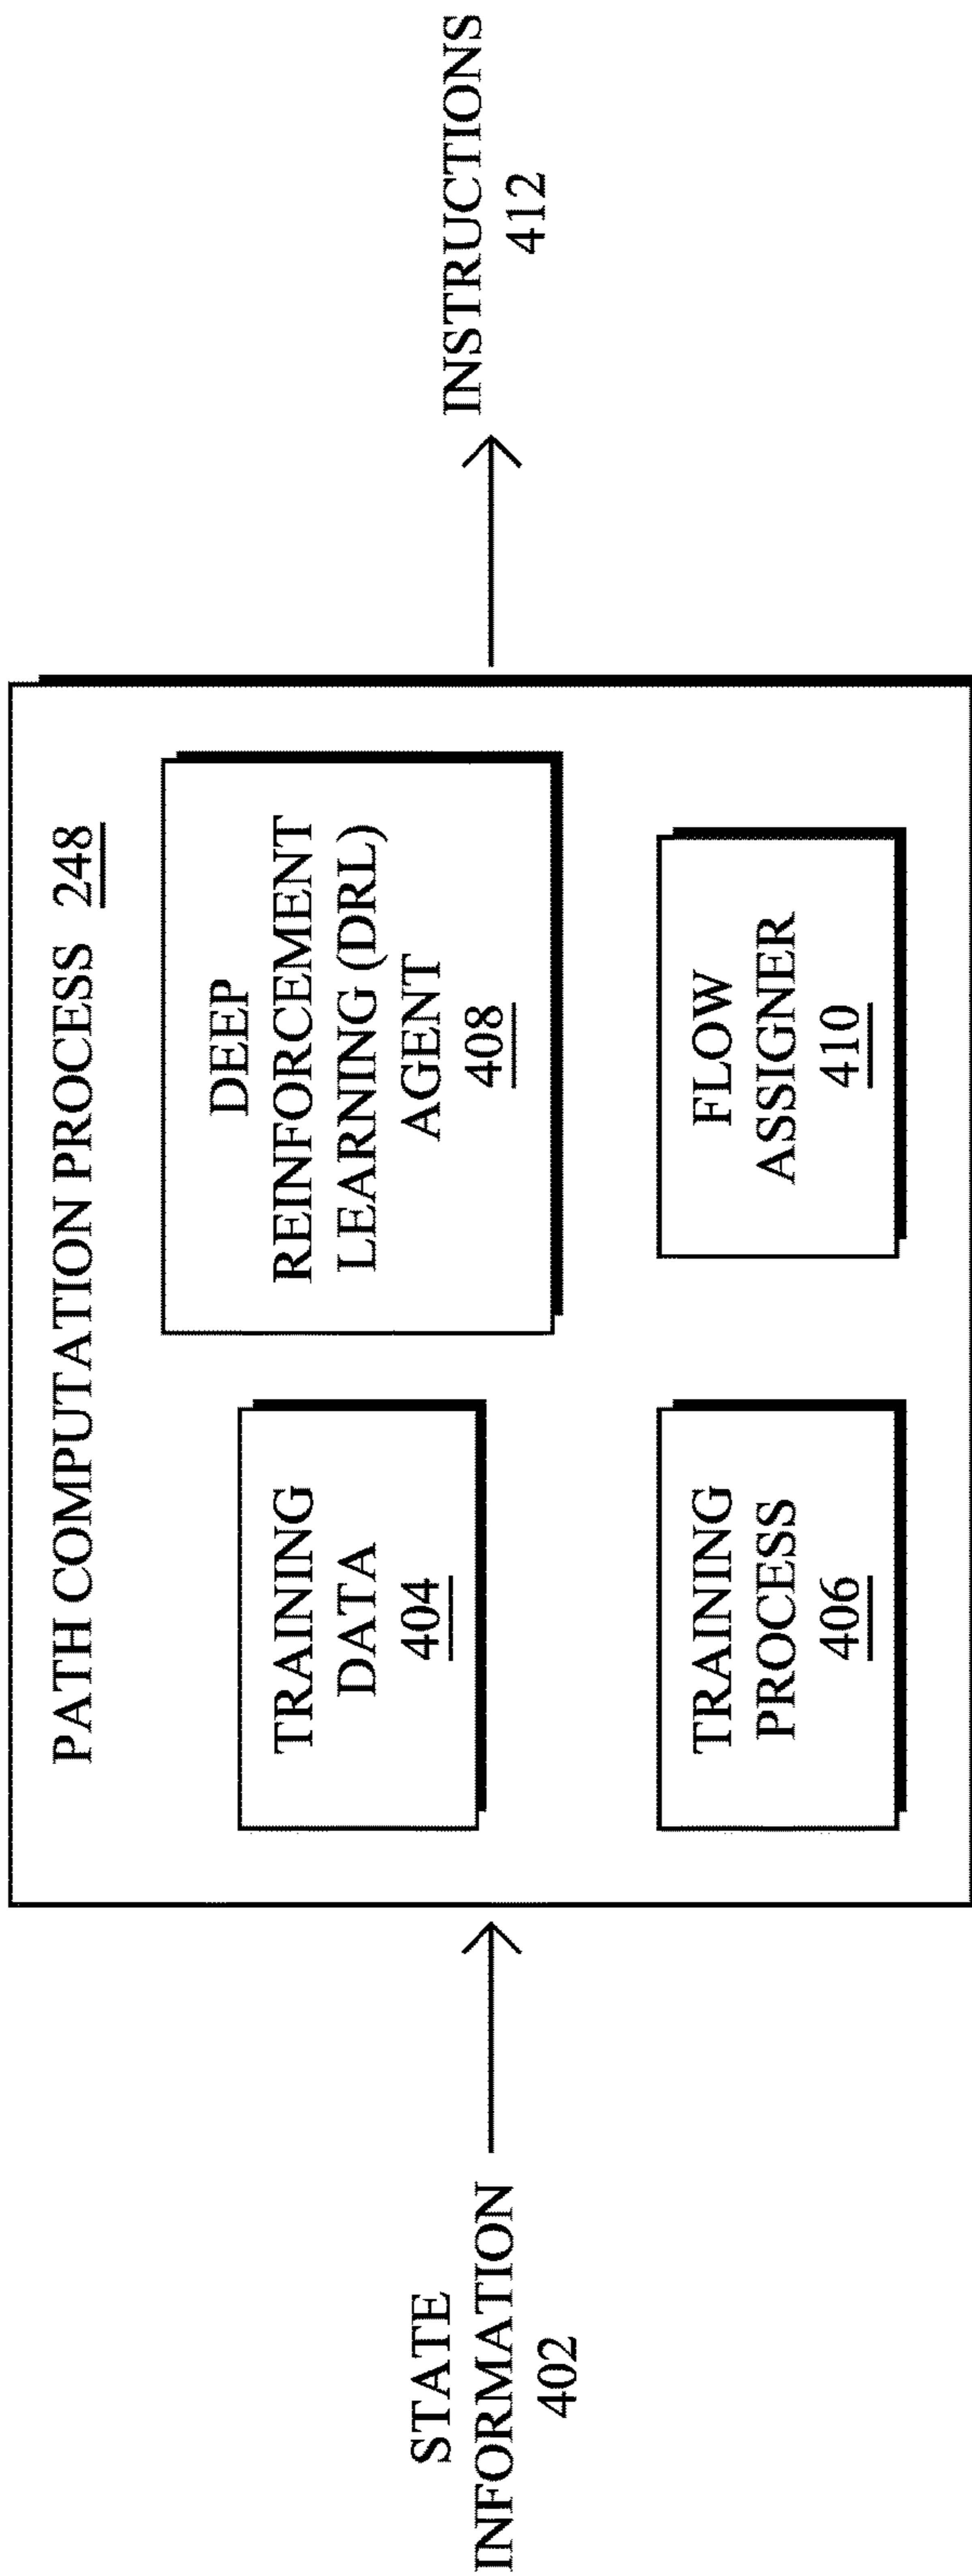 STATE
INFORMATION
402
PATH COMPUTATION PROCESS 248
TRAINING
DATA
404
DEEP
REINFORCEMENT
LEARNING (DRL)
AGENT
408
TRAINING
PROCESS
406
FLOW
ASSIGNER
410
INSTRUCTIONS
412